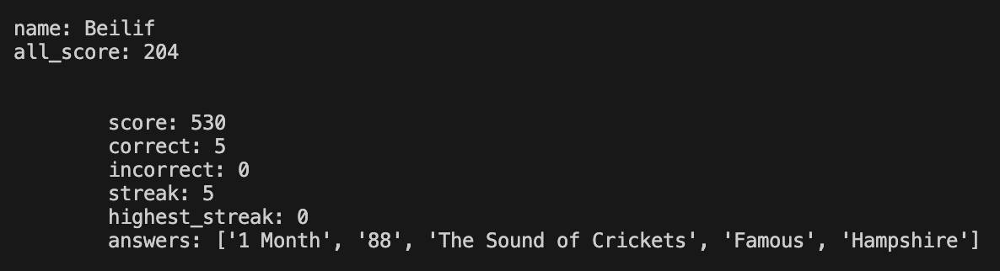 name: Beilif
all_score: 204
score: 530
correct: 5
incorrect: 0
streak: 5
highest_streak: 0
answers: ['1 Month', '88', 'The Sound of Crickets', 'Famous', 'Hampshire']